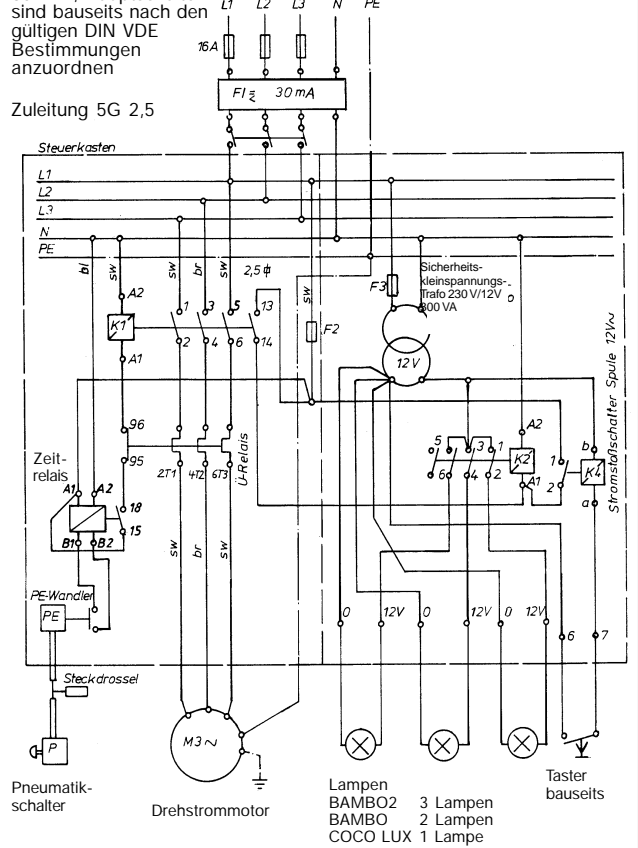 sind bauseits nach den
gültigen DIN VDE
Bestimmungen
anzuordnen
Zuleitung 5G 2,5
L1 L2 L3 N PE
16A
FI 30 mA
Steuerkasten
L1
L2
L3
N
PE
bl sw sw br sw 2,5 ϕ sw
A2
K1
A1
1 3 5 13
2 4 6 14
F2
F3
Sicherheits-
kleinspannungs-
Trafo 230 V/12V
300 VA
12V
Stromstoßschalter Spule 12V~
96
95
Ü-Relais
2T1 4T2 6T3
Zeit-
relais
A1 A2
18
15
B1 B2
5 3 1
6 4 2
A2
K2
A1
1
2
b
K4
a
sw br sw
PE-Wandler
PE
0 12V 0 12V 0 12V 6 7
Steckdrossel
P
M3~
Pneumatik-
schalter
Drehstrommotor
Taster
bauseits
Lampen
BAMBO2 3 Lampen
BAMBO 2 Lampen
COCO LUX 1 Lampe